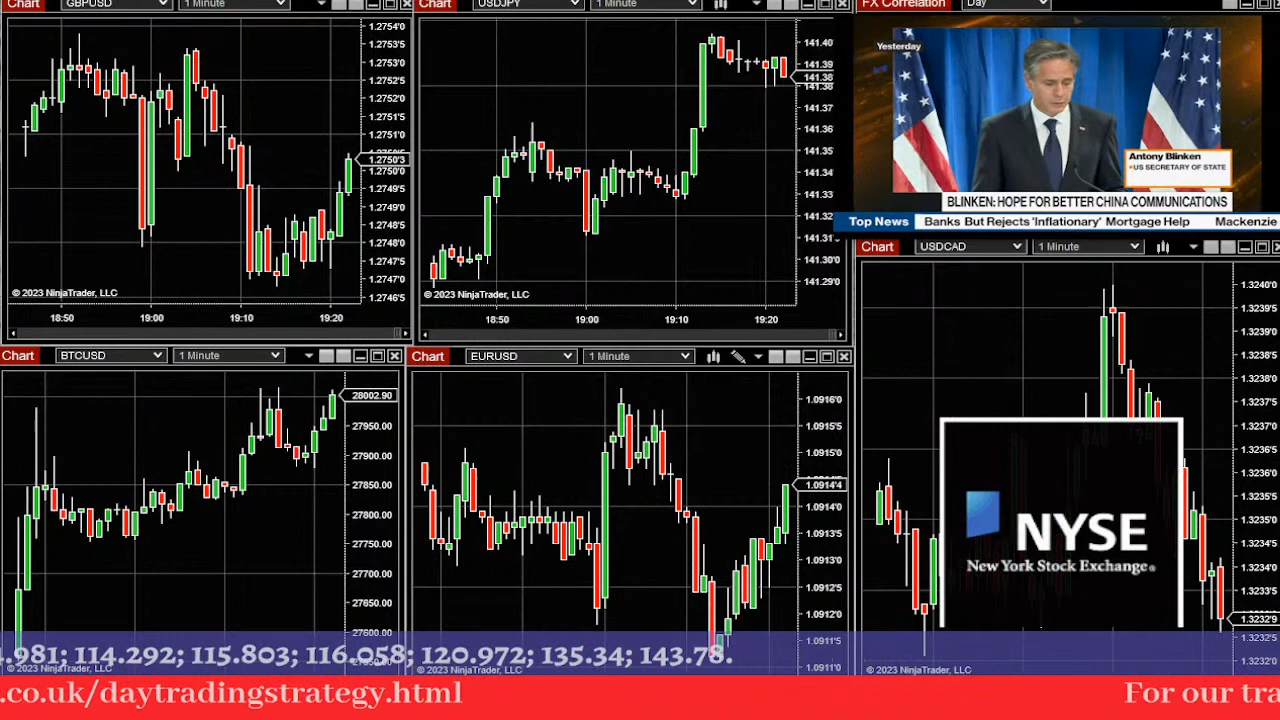 Chart GBPUSD 1 Minute
1.2754'0
1.2753'5
1.2753'0
1.2752'5
1.2752'0
1.2751'5
1.2751'0
1.2750'3
1.2750'0
1.2749'5
1.2749'0
1.2748'5
1.2748'0
1.2747'5
1.2747'0
1.2746'5
© 2023 NinjaTrader, LLC
18:50 19:00 19:10 19:20
Chart USDJPY 1 Minute
141.40
141.39
141.38
141.38
141.37
141.36
141.35
141.33
141.32
141.31
141.29'0
© 2023 NinjaTrader, LLC
18:50 19:00 19:10 19:20
FX Correlation Day
Yesterday
Antony Blinken
US SECRETARY OF STATE
BLINKEN: HOPE FOR BETTER CHINA COMMUNICATIONS
Top News Banks But Rejects 'Inflationary' Mortgage Help Mackenzie
Chart BTCUSD 1 Minute
28002.90
27950.00
27900.00
27850.00
27800.00
27750.00
27700.00
27650.00
27600.00
© 2023 NinjaTrader, LLC
Chart EURUSD 1 Minute
1.0916'0
1.0915'5
1.0915'0
1.0914'4
1.0914'0
1.0913'5
1.0913'0
1.0912'5
1.0912'0
1.0911'5
1.0911'0
© 2023 NinjaTrader, LLC
Chart USDCAD 1 Minute
1.3240'0
1.3239'5
1.3239'0
1.3238'5
1.3238'0
1.3237'5
1.3237'0
1.3236'5
1.3236'0
1.3235'5
1.3235'0
1.3234'5
1.3234'0
1.3233'5
1.3232'9
1.3232'5
1.3232'0
© 2023 NinjaTrader, LLC
NYSE
New York Stock Exchange®
.981; 114.292; 115.803; 116.058; 120.972; 135.34; 143.78.
.co.uk/daytradingstrategy.html For our tra